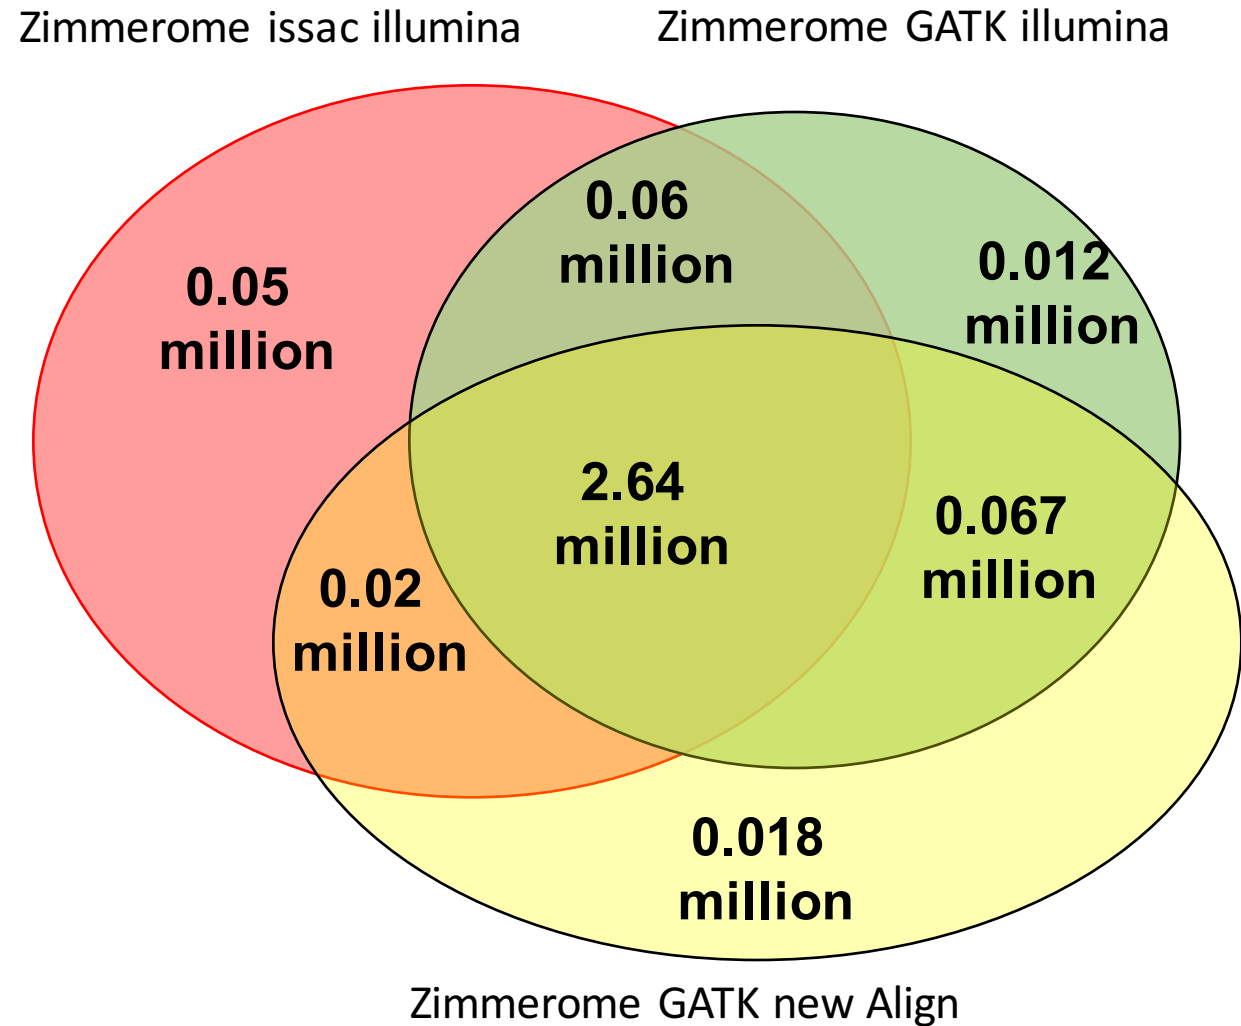 Zimmerome issac illumina
Zimmerome GATK illumina
0.06
million
0.012
million
0.05
million
2.64
million
0.067
million
0.02
million
0.018
million
Zimmerome GATK new Align